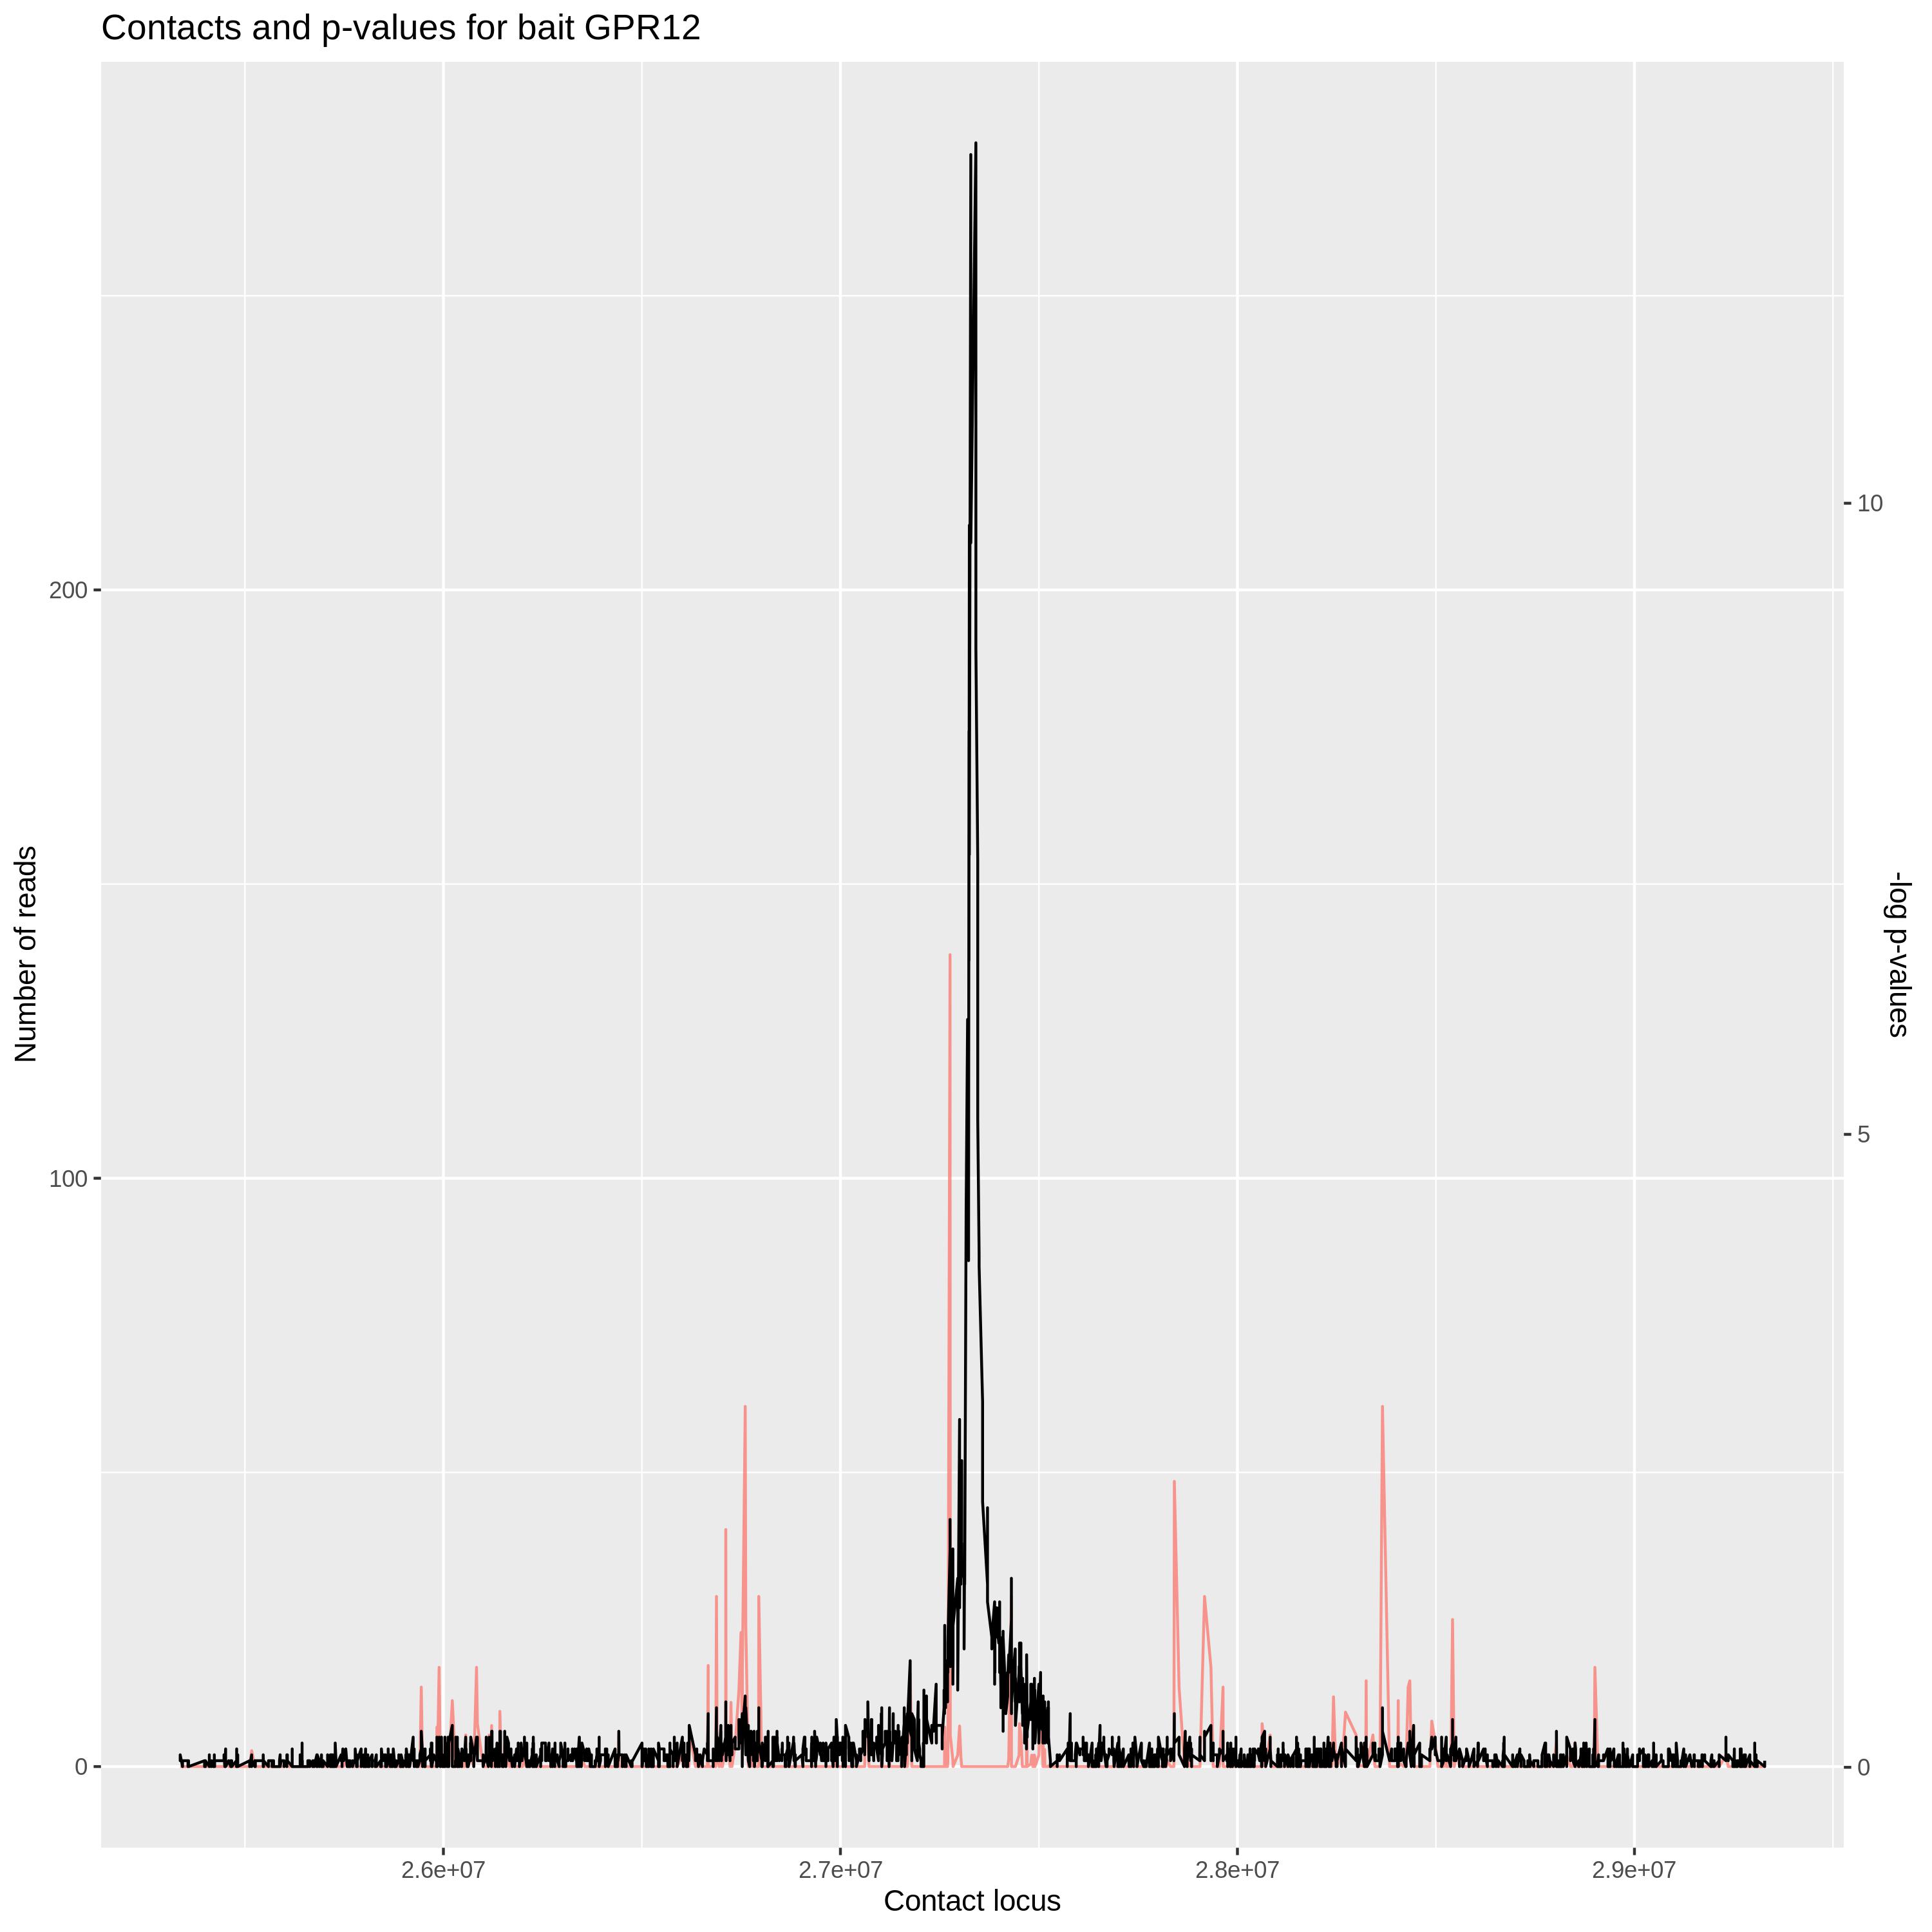 Contacts and p-values for bait GPR12
Number of reads
200
100
0
10
5
0
-log p-values
2.6e+07
2.7e+07
2.8e+07
2.9e+07
Contact locus